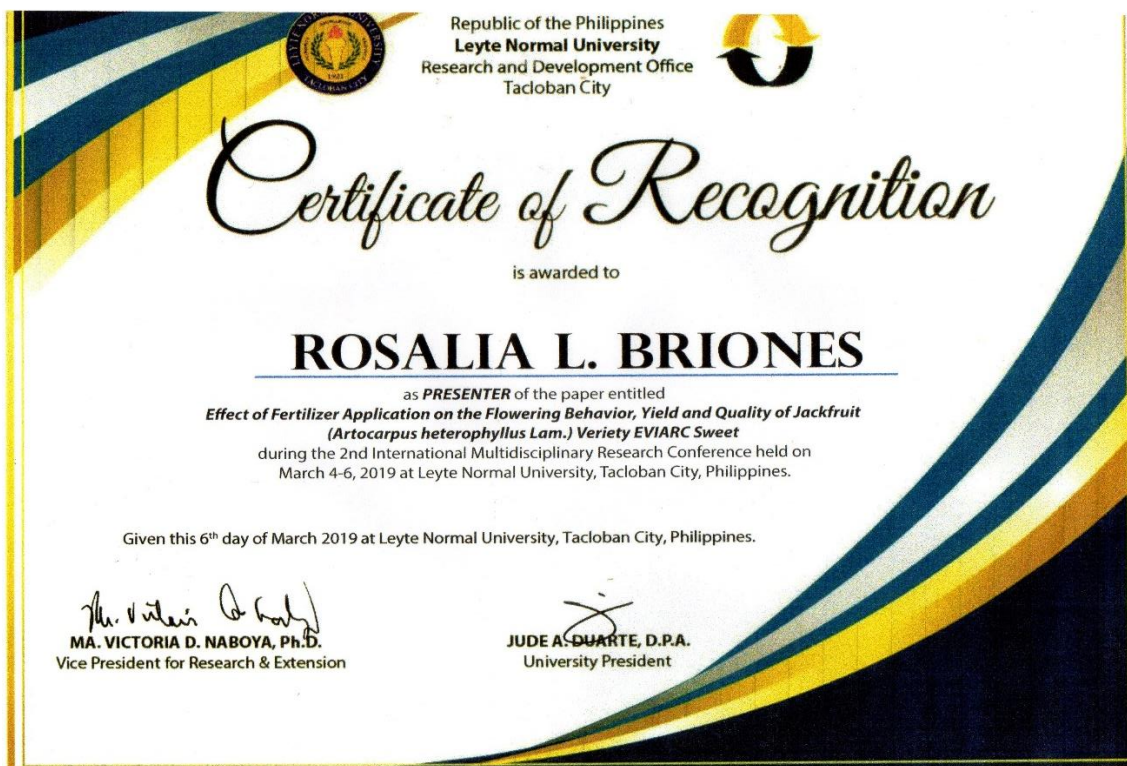 Republic of the Philippines
Leyte Normal University
Research and Development Office
Tacloban City
1921
TACLOBAN CITY
Certificate of Recognition
is awarded to
ROSALIA L. BRIONES
as PRESENTER of the paper entitled
Effect of Fertilizer Application on the Flowering Behavior, Yield and Quality of Jackfruit
(Artocarpus heterophyllus Lam.) Veriety EVIARC Sweet
during the 2nd International Multidisciplinary Research Conference held on
March 4-6, 2019 at Leyte Normal University, Tacloban City, Philippines.
Given this 6th day of March 2019 at Leyte Normal University, Tacloban City, Philippines.
MA. VICTORIA D. NABOYA, Ph.D.
Vice President for Research & Extension
JUDE A. DUARTE, D.P.A.
University President